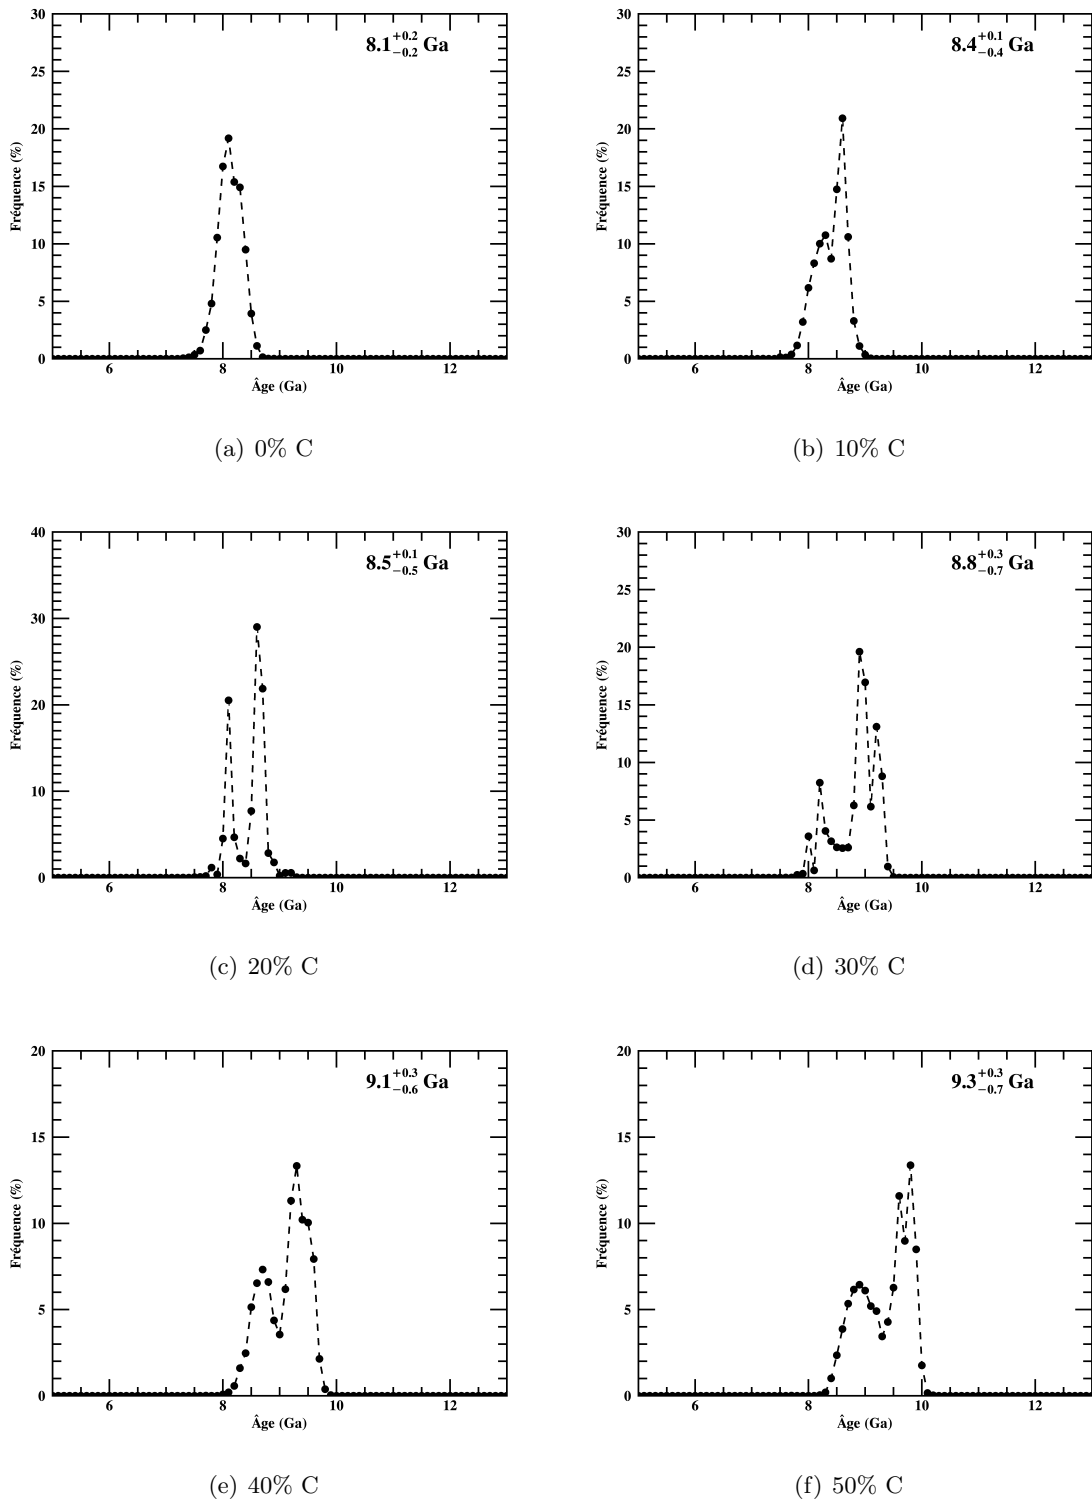 30
25
20
15
10
5
0
Fréquence (%)
8.1 +0.2 −0.2 Ga
6 8 10 12
Âge (Ga)
(a) 0% C
30
25
20
15
10
5
0
Fréquence (%)
8.4 +0.1 −0.4 Ga
6 8 10 12
Âge (Ga)
(b) 10% C
40
30
20
10
0
Fréquence (%)
8.5 +0.1 −0.5 Ga
6 8 10 12
Âge (Ga)
(c) 20% C
30
25
20
15
10
5
0
Fréquence (%)
8.8 +0.3 −0.7 Ga
6 8 10 12
Âge (Ga)
(d) 30% C
20
15
10
5
0
Fréquence (%)
9.1 +0.3 −0.6 Ga
6 8 10 12
Âge (Ga)
(e) 40% C
20
15
10
5
0
Fréquence (%)
9.3 +0.3 −0.7 Ga
6 8 10 12
Âge (Ga)
(f) 50% C